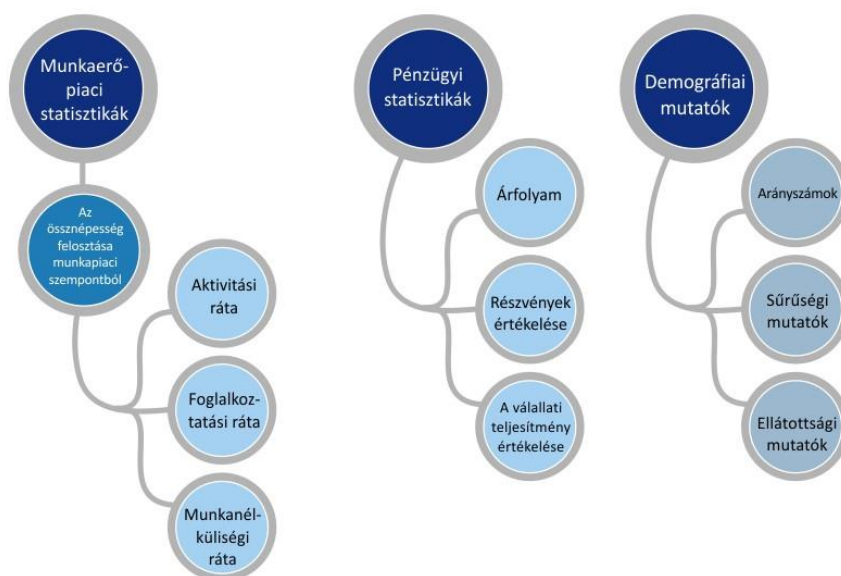 Munkaerő-
piaci
statisztikák
Az
össznépesség
felosztása
munkapiaci
szempontból
Aktivitási
ráta
Foglalkoz-
tatási ráta
Munkanél-
küliségi
ráta
Pénzügyi
statisztikák
Árfolyam
Részvények
értékelése
A válallati
teljesítmény
értékelése
Demográfiai
mutatók
Arányszámok
Sűrűségi
mutatók
Ellátottsági
mutatók